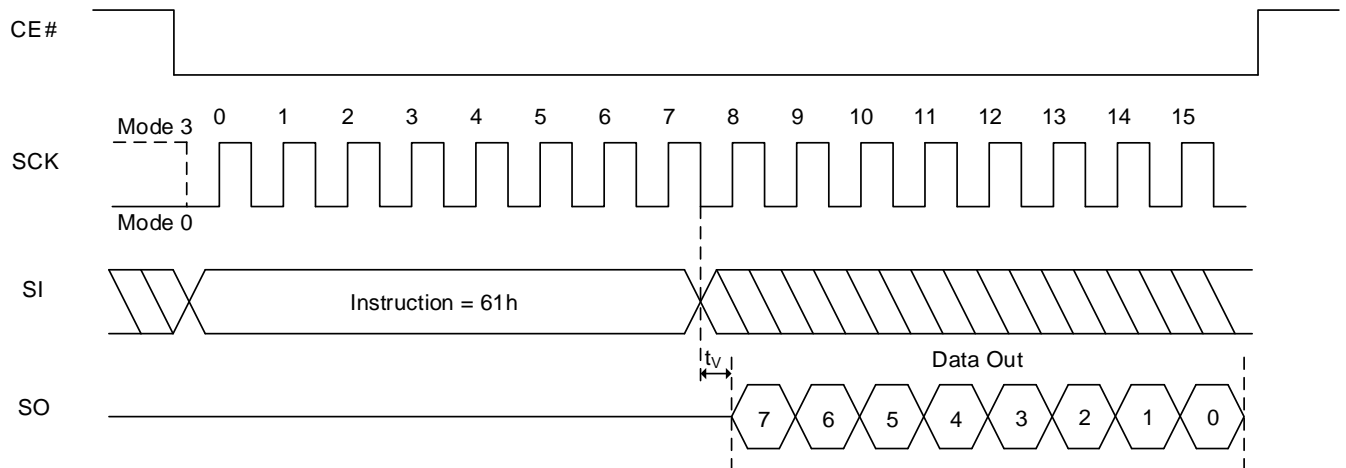 CE#
0 1 2 3 4 5 6 7 8 9 10 11 12 13 14 15
Mode 3
SCK
Mode 0
SI
Instruction = 61h
tV
Data Out
SO
7 6 5 4 3 2 1 0